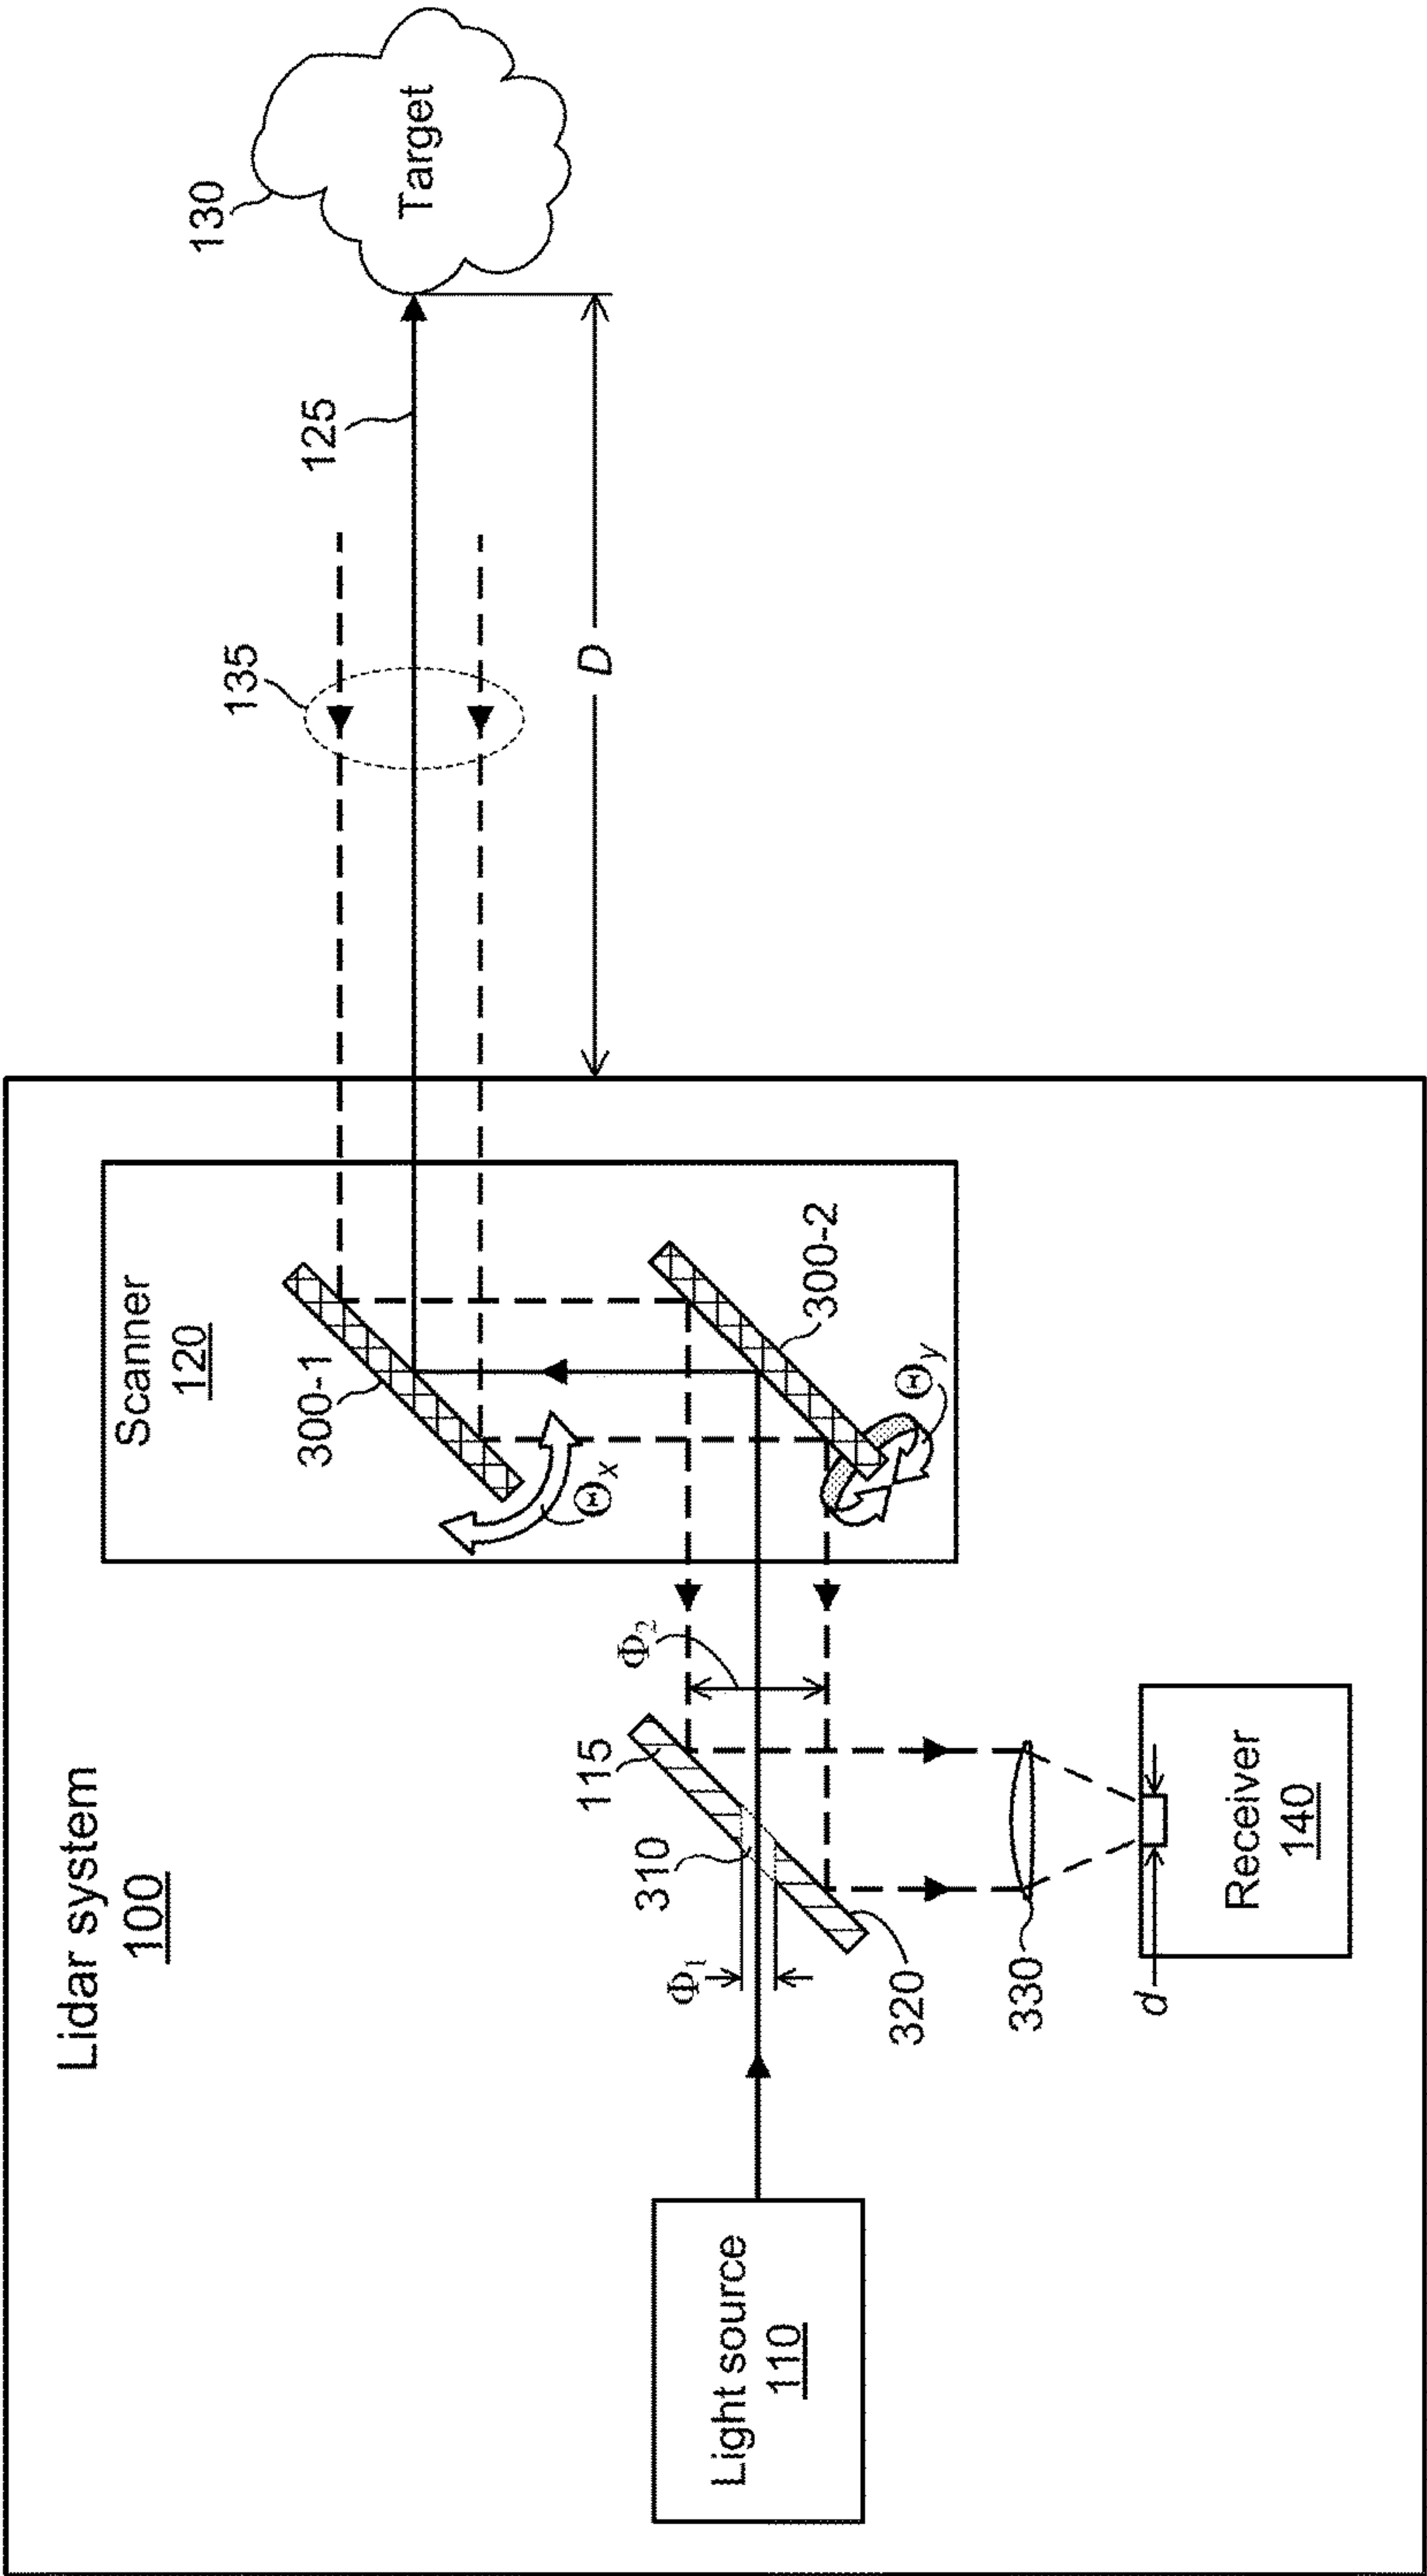 Lidar system
100
Scanner
120
300-1
Θx
300-2
Θy
135
125
130
Target
D
Light source
110
Φ1
310
115
Φ2
320
330
d
Receiver
140